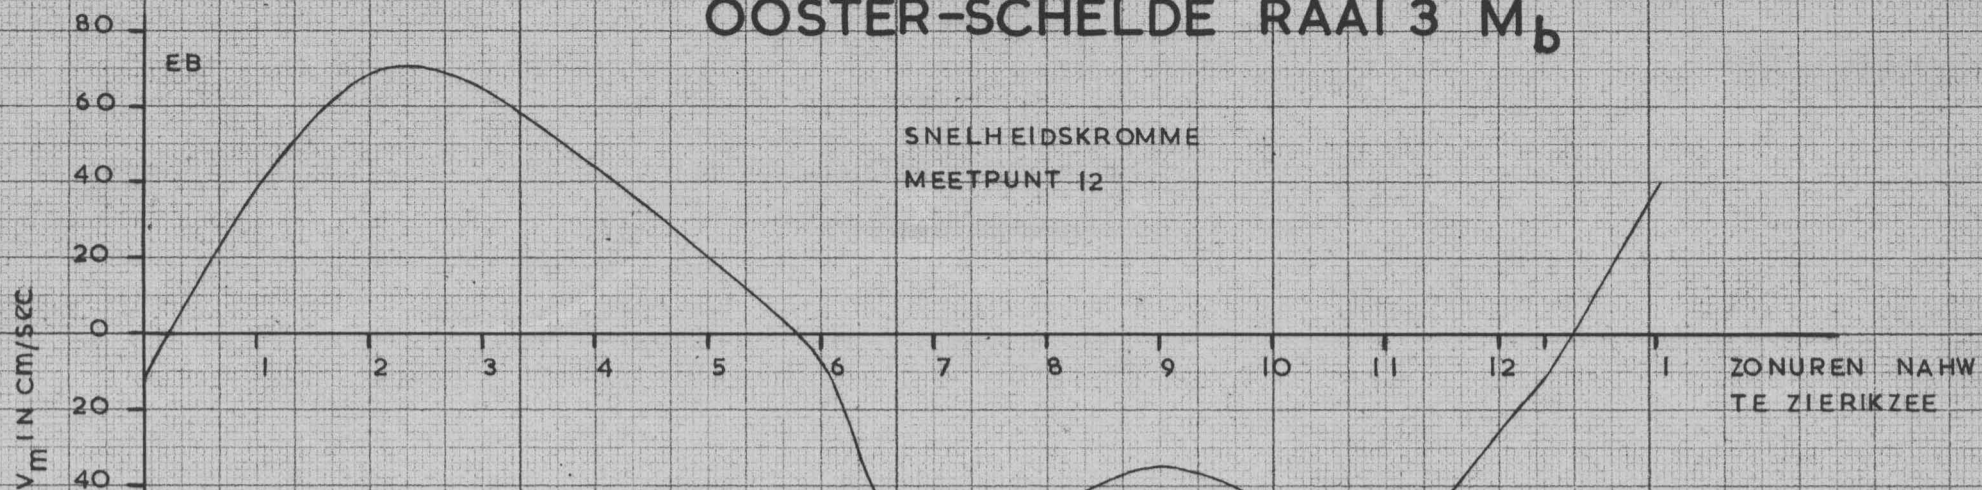 OOSTER-SCHELDE RAAI 3 Mb
80
EB
60
SNELHEIDSKROMME
40
MEETPUNT 12
20
0
1 2 3 4 5 6 7 8 9 10 11 12 1 ZONUREN NAHW
TE ZIERIKZEE
20
40
Vm IN cm/sec